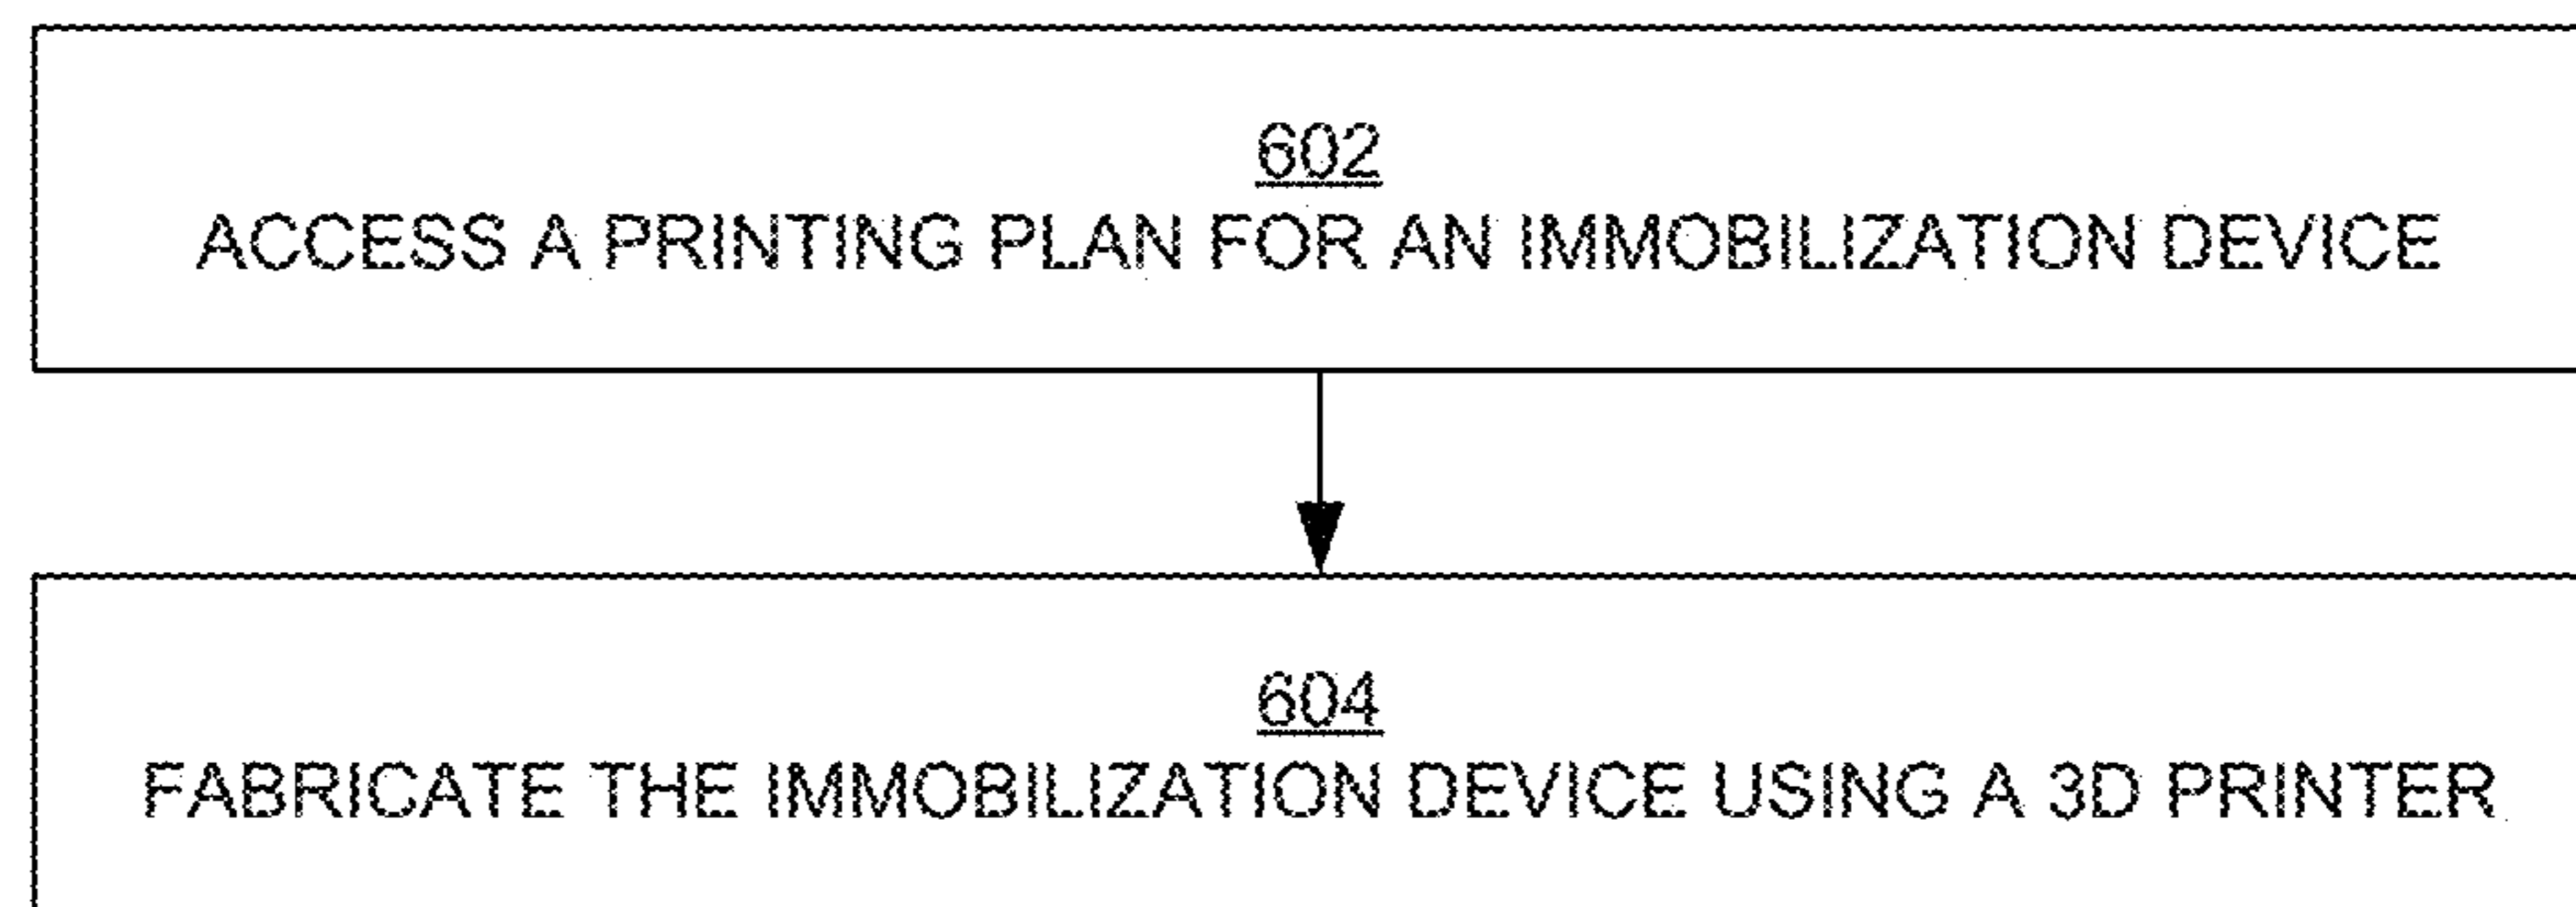 602
ACCESS A PRINTING PLAN FOR AN IMMOBILIZATION DEVICE
604
FABRICATE THE IMMOBILIZATION DEVICE USING A 3D PRINTER